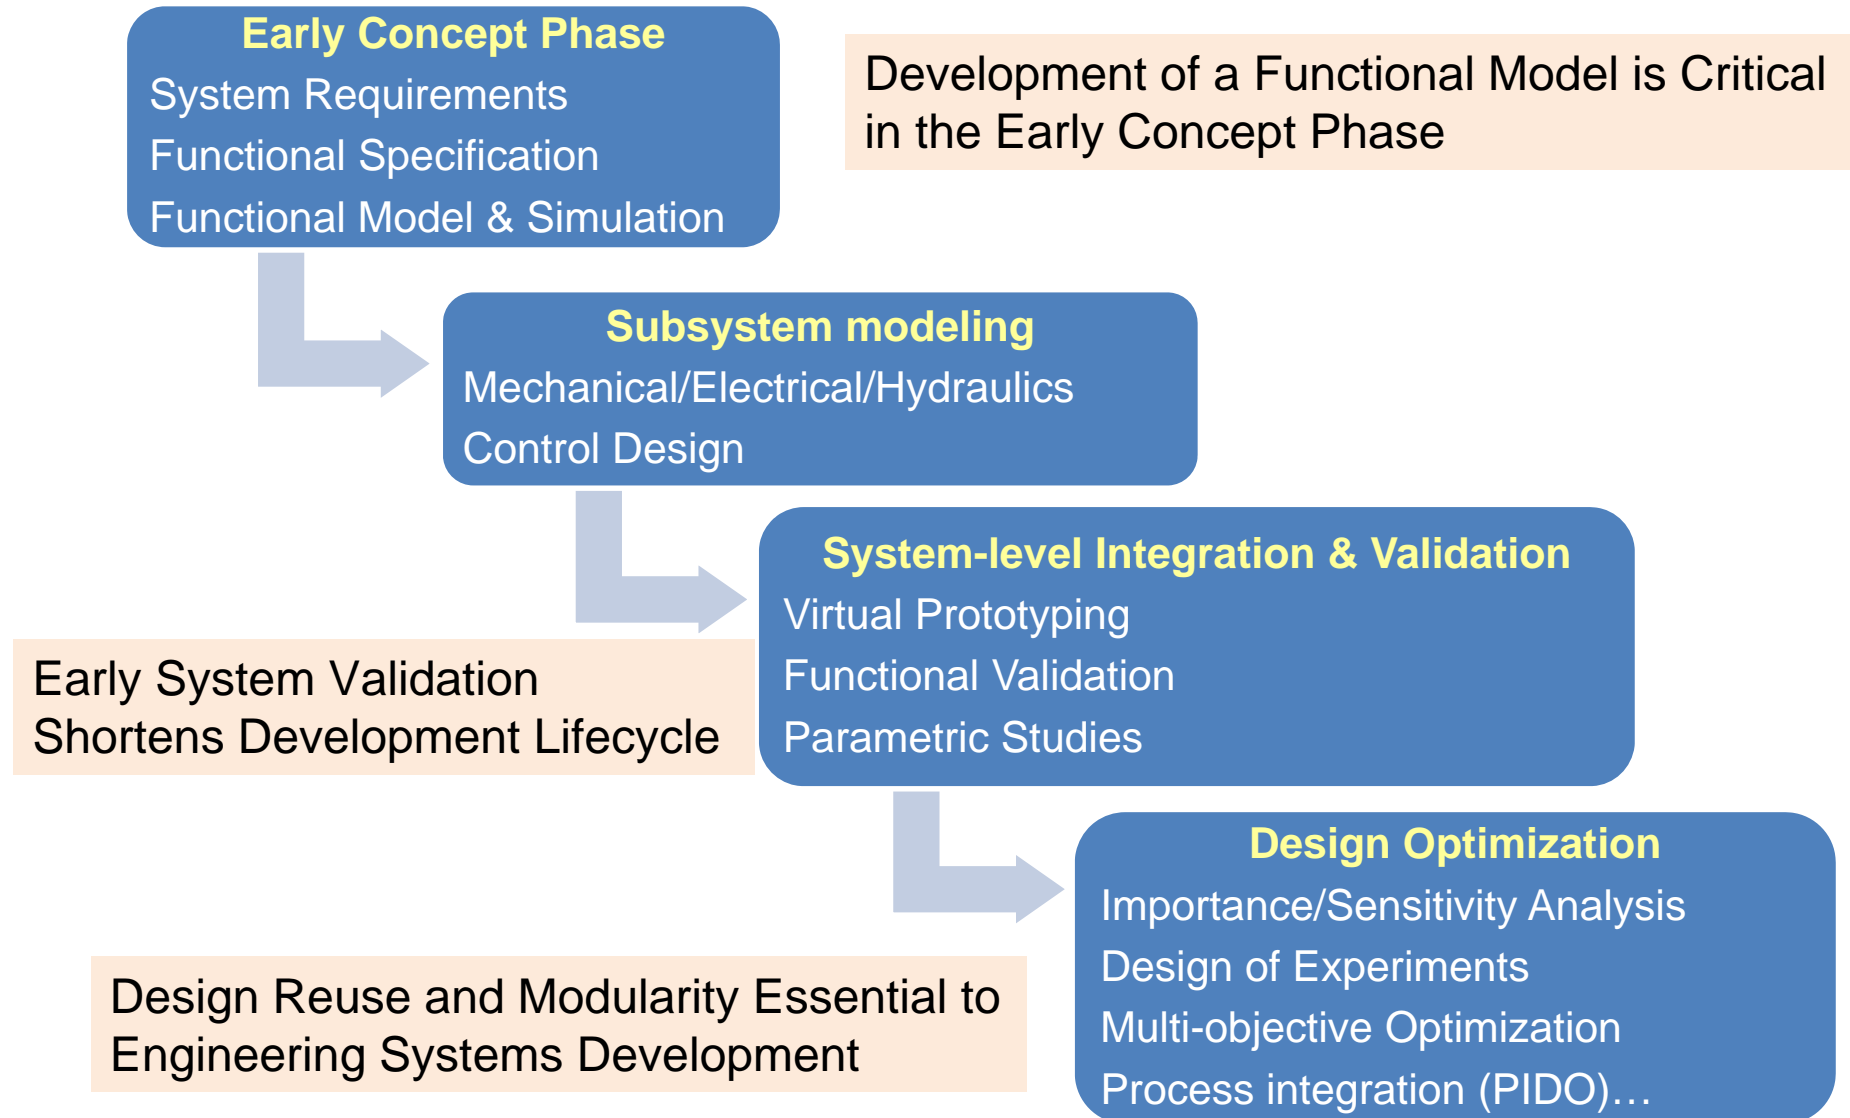 Early Concept Phase
System Requirements
Functional Specification
Functional Model & Simulation
Development of a Functional Model is Critical
in the Early Concept Phase
Subsystem modeling
Mechanical/Electrical/Hydraulics
Control Design
System-level Integration & Validation
Virtual Prototyping
Functional Validation
Parametric Studies
Early System Validation
Shortens Development Lifecycle
Design Optimization
Importance/Sensitivity Analysis
Design of Experiments
Multi-objective Optimization
Process integration (PIDO)…
Design Reuse and Modularity Essential to
Engineering Systems Development